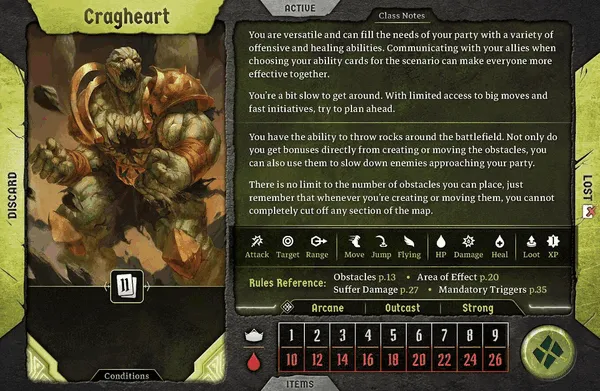 Cragheart
ACTIVE
Class Notes
You are versatile and can fill the needs of your party with a variety of
offensive and healing abilities. Communicating with your allies when
choosing your ability cards for the scenario can make everyone more
effective together.
You're a bit slow to get around. With limited access to big moves and
fast initiatives, try to plan ahead.
You have the ability to throw rocks around the battlefield. Not only do
you get bonuses directly from creating or moving the obstacles, you
can also use them to slow down enemies approaching your party.
There is no limit to the number of obstacles you can place, just
remember that whenever you're creating or moving them, you cannot
completely cut off any section of the map.
DISCARD
LOST
Attack Target Range Move Jump Flying HP Damage Heal Loot XP
11
Rules Reference: Obstacles p.13 • Area of Effect p.20
Suffer Damage p.27 • Mandatory Triggers p.35
Arcane Outcast Strong
1 2 3 4 5 6 7 8 9
10 12 14 16 18 20 22 24 26
Conditions
ITEMS